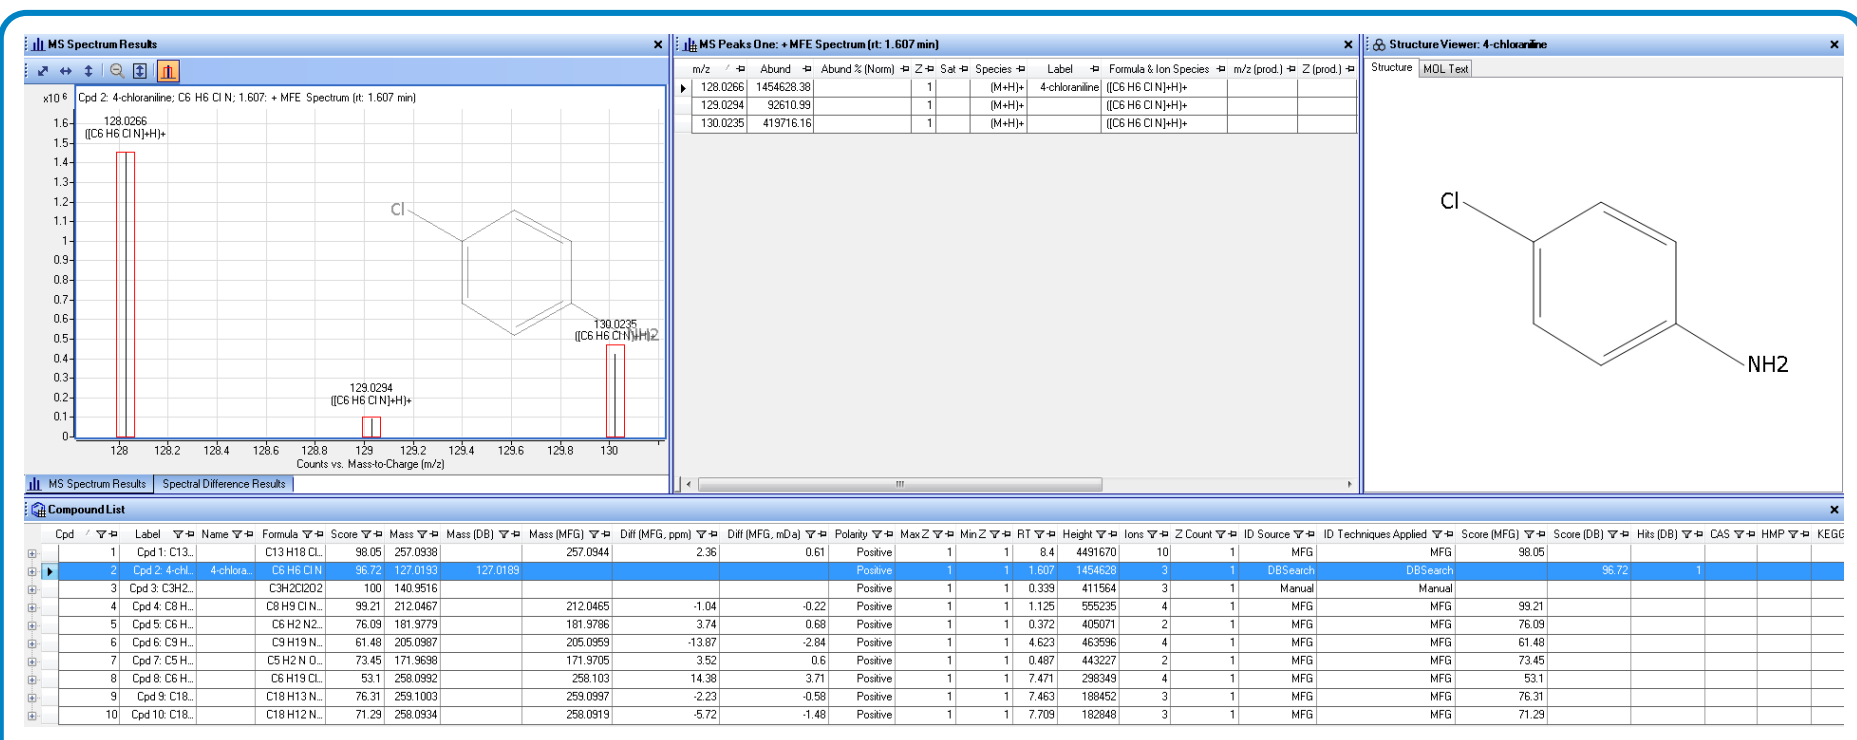 MS Spectrum Results
x10 6
Cpd 2: 4-chloraniline; C6 H6 Cl N; 1.607: + MFE Spectrum (rt: 1.607 min)
1.6
1.5
1.4
1.3
1.2
1.1
1
0.9
0.8
0.7
0.6
0.5
0.4
0.3
0.2
0.1
0
128.0266
([C6 H6 Cl N]+H)+
Cl
NH2
130.0235
([C6 H6 Cl N]+H)+
129.0294
([C6 H6 Cl N]+H)+
128 128.2 128.4 128.6 128.8 129 129.2 129.4 129.6 129.8 130
Counts vs. Mass-to-Charge (m/z)
MS Spectrum Results Spectral Difference Results
MS Peaks One: + MFE Spectrum (rt: 1.607 min)
m/z Abund Abund % (Norm) Z Sat Species Label Formula & Ion Species m/z (prod.) Z (prod.)
128.0266 1454628.38 1 (M+H)+ 4-chloraniline ([C6 H6 Cl N]+H)+
129.0294 92610.99 1 (M+H)+ ([C6 H6 Cl N]+H)+
130.0235 419716.16 1 (M+H)+ ([C6 H6 Cl N]+H)+
Structure Viewer: 4-chloraniline
Structure MOL Text
Cl
NH2
Compound List
Cpd Label Name Formula Score Mass Mass (DB) Mass (MFG) Diff (MFG, ppm) Diff (MFG, mDa) Polarity Max Z Min Z RT Height Ions Z Count ID Source ID Techniques Applied Score (MFG) Score (DB) Hits (DB) CAS HMP KEGG
1 Cpd 1: C13... C13 H18 Cl... 98.05 257.0938 257.0944 2.36 0.61 Positive 1 1 8.4 4491670 10 1 MFG MFG 98.05
2 Cpd 2: 4-chl... 4-chlora... C6 H6 Cl N 96.72 127.0193 127.0189 Positive 1 1 1.607 1454628 3 1 DBSearch DBSearch 96.72 1
3 Cpd 3: C3H2... C3H2Cl2O2 100 140.9516 Positive 1 1 0.339 411564 3 1 Manual Manual
4 Cpd 4: C8 H... C8 H9 Cl N... 99.21 212.0467 212.0465 -1.04 -0.22 Positive 1 1 1.125 555235 4 1 MFG MFG 99.21
5 Cpd 5: C6 H... C6 H2 N2... 76.09 181.9779 181.9786 3.74 0.68 Positive 1 1 0.372 405071 2 1 MFG MFG 76.09
6 Cpd 6: C9 H... C9 H19 N... 61.48 205.0987 205.0959 -13.87 -2.84 Positive 1 1 4.623 463596 4 1 MFG MFG 61.48
7 Cpd 7: C5 H... C5 H2 N O... 73.45 171.9698 171.9705 3.52 0.6 Positive 1 1 0.487 443227 2 1 MFG MFG 73.45
8 Cpd 8: C6 H... C6 H19 Cl... 53.1 258.0992 258.103 14.38 3.71 Positive 1 1 7.471 298349 4 1 MFG MFG 53.1
9 Cpd 9: C18... C18 H13 N... 76.31 259.1003 259.0997 -2.23 -0.58 Positive 1 1 7.463 188452 3 1 MFG MFG 76.31
10 Cpd 10: C18... C18 H12 N... 71.29 258.0934 258.0919 -5.72 -1.48 Positive 1 1 7.709 182848 3 1 MFG MFG 71.29